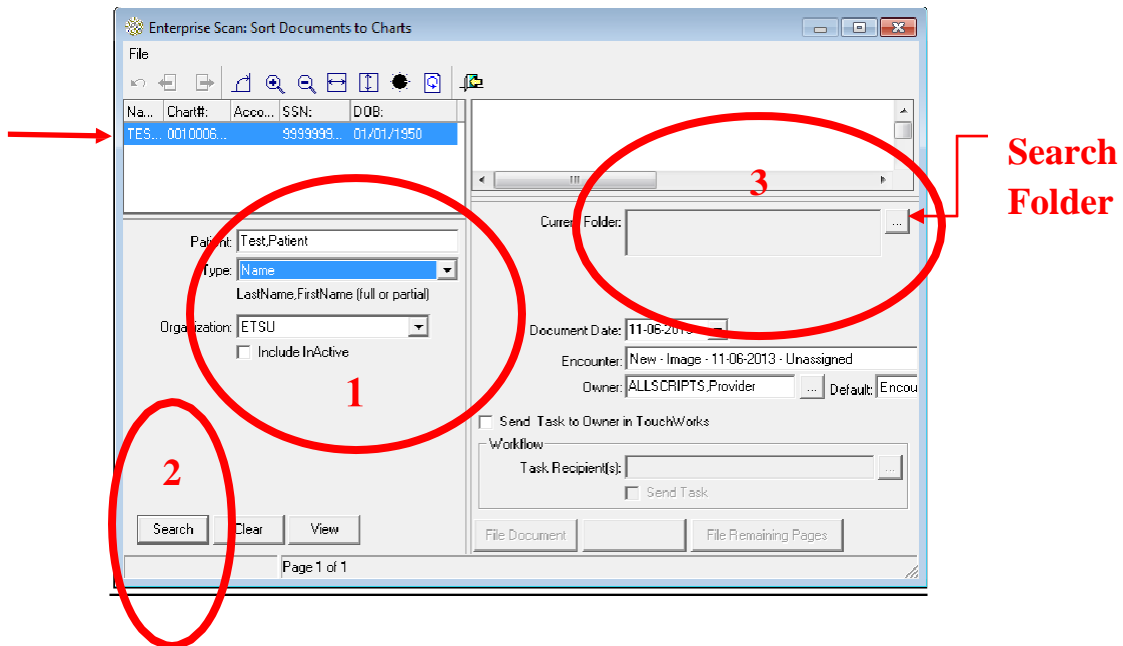 Enterprise Scan: Sort Documents to Charts
File
Na... Chart#: Acco... SSN: DOB:
TES... 0010006... 9999999... 01/01/1950
Patient: Test,Patient
Type: Name
LastName,FirstName (full or partial)
Organization: ETSU
Include InActive
1
2
Search Clear View
Page 1 of 1
3
Current Folder: ...
Search
Folder
Document Date: 11-06-2013
Encounter: New - Image - 11-06-2013 - Unassigned
Owner: ALLSCRIPTS,Provider ... Default: Encou
Send Task to Owner in TouchWorks
Workflow
Task Recipient(s): ...
Send Task
File Document File Remaining Pages